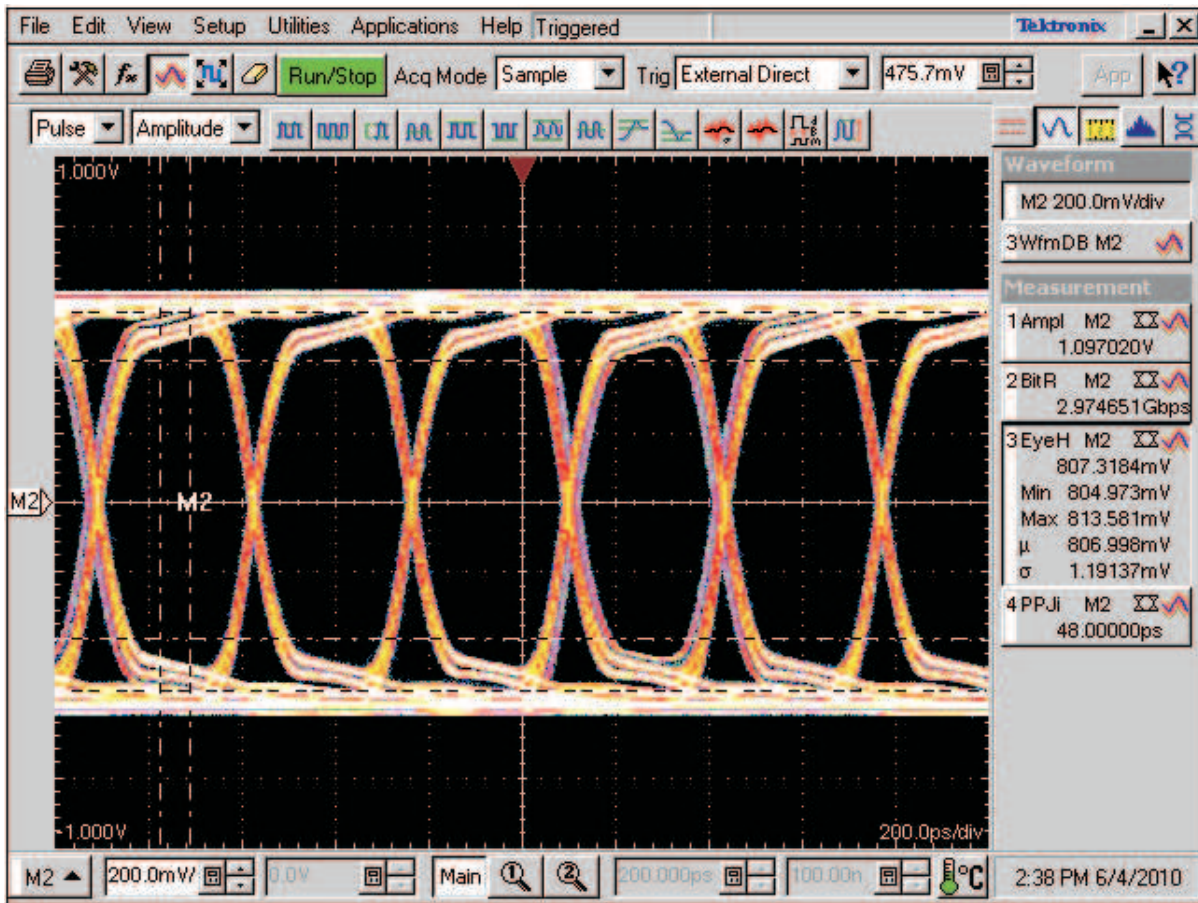 File Edit View Setup Utilities Applications Help Triggered Tektronix
Run/Stop Acq Mode Sample Trig External Direct 475.7mV App
Pulse Amplitude
1.000V
Waveform
M2 200.0mV/div
3 WfmDB M2
Measurement
1 Ampl M2
1.097020V
2 BitR M2
2.974651Gbps
3 EyeH M2
807.3184mV
Min 804.973mV
Max 813.581mV
μ 806.998mV
σ 1.19137mV
4 PPJi M2
48.00000ps
M2
M2
-1.000V
200.0ps/div
M2 200.0mV/ 0.0V Main 1 2 200.000ps 100.00n °C 2:38 PM 6/4/2010